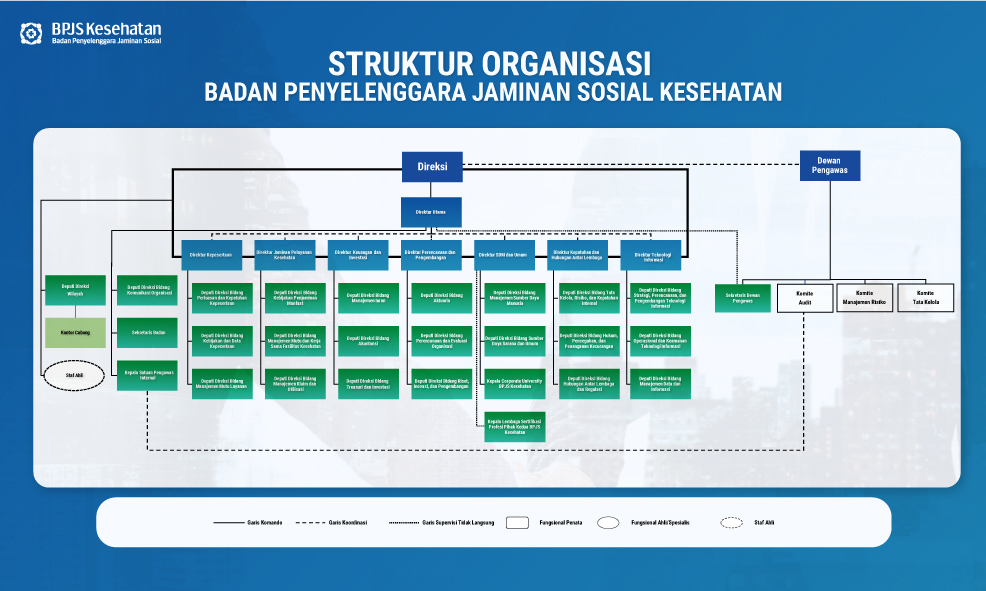 BPJS Kesehatan
Badan Penyelenggara Jaminan Sosial
STRUKTUR ORGANISASI
BADAN PENYELENGGARA JAMINAN SOSIAL KESEHATAN
Direksi
Dewan
Pengawas
Direktur Utama
Direktur Kepesertaan
Direktur Jaminan Pelayanan
Kesehatan
Direktur Keuangan dan
Investasi
Direktur Perencanaan dan
Pengembangan
Direktur SDM dan Umum
Direktur Kepatuhan dan
Hubungan Antar Lembaga
Direktur Teknologi
Informasi
Deputi Direksi
Wilayah
Kantor Cabang
Staf Ahli
Deputi Direksi Bidang
Komunikasi Organisasi
Sekretaris Badan
Kepala Satuan Pengawas
Internal
Deputi Direksi Bidang
Perluasan dan Kepatuhan
Kepesertaan
Deputi Direksi Bidang
Kebijakan dan Data
Kepesertaan
Deputi Direksi Bidang
Manajemen Mutu Layanan
Deputi Direksi Bidang
Kebijakan Penjaminan
Manfaat
Deputi Direksi Bidang
Manajemen Mutu dan Kerja
Sama Fasilitas Kesehatan
Deputi Direksi Bidang
Manajemen Klaim dan
Utilisasi
Deputi Direksi Bidang
Manajemen Iuran
Deputi Direksi Bidang
Akuntansi
Deputi Direksi Bidang
Treasuri dan Investasi
Deputi Direksi Bidang
Aktuaria
Deputi Direksi Bidang
Perencanaan dan Evaluasi
Organisasi
Deputi Direksi Bidang Riset,
Inovasi, dan Pengembangan
Deputi Direksi Bidang
Manajemen Sumber Daya
Manusia
Deputi Direksi Bidang Sumber
Daya Sarana dan Umum
Kepala Corporate University
BPJS Kesehatan
Kepala Lembaga Sertifikasi
Profesi Pihak Kedua BPJS
Kesehatan
Deputi Direksi Bidang Tata
Kelola, Risiko, dan Kepatuhan
Internal
Deputi Direksi Bidang Hukum,
Pencegahan, dan
Penanganan Kecurangan
Deputi Direksi Bidang
Hubungan Antar Lembaga
dan Regulasi
Deputi Direksi Bidang
Strategi, Perencanaan, dan
Pengembangan Teknologi
Informasi
Deputi Direksi Bidang
Operasional dan Keamanan
Teknologi Informasi
Deputi Direksi Bidang
Manajemen Data dan
Informasi
Sekretaris Dewan
Pengawas
Komite
Audit
Komite
Manajemen Risiko
Komite
Tata Kelola
Garis Komando
Garis Koordinasi
Garis Supervisi Tidak Langsung
Fungsional Penata
Fungsional Ahli/Spesialis
Staf Ahli